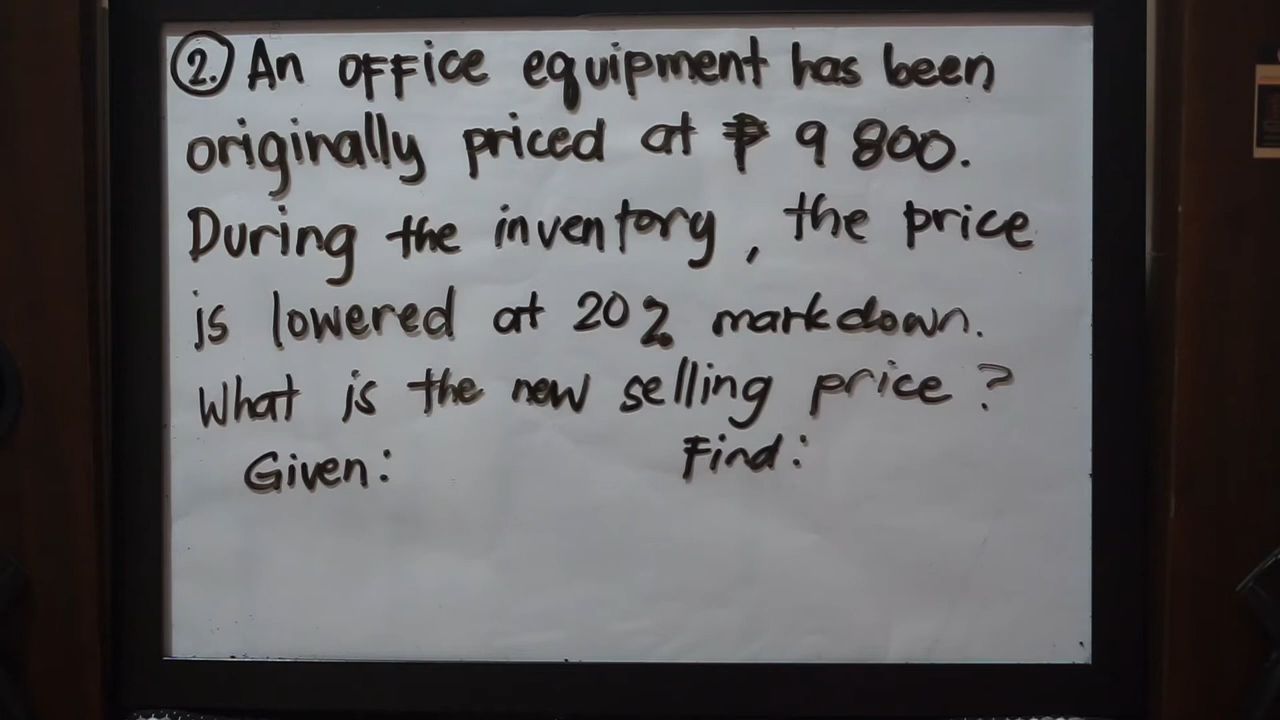 2. An office equipment has been
originally priced at ₱ 9 800.
During the inventory, the price
is lowered at 20% markdown.
What is the new selling price?
Given: Find: